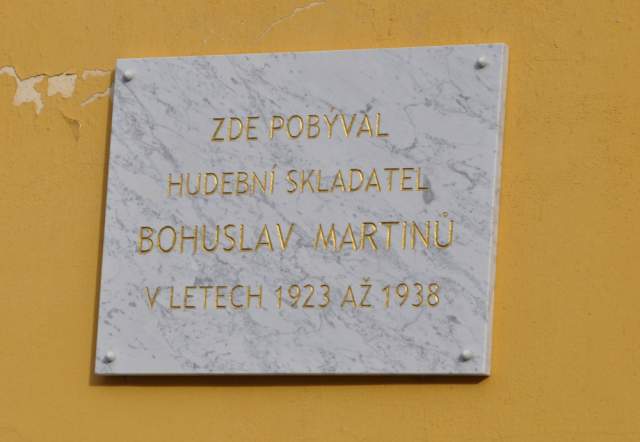 ZDE POBÝVAL
HUDEBNÍ SKLADATEL
BOHUSLAV MARTINŮ
V LETECH 1923 AŽ 1938